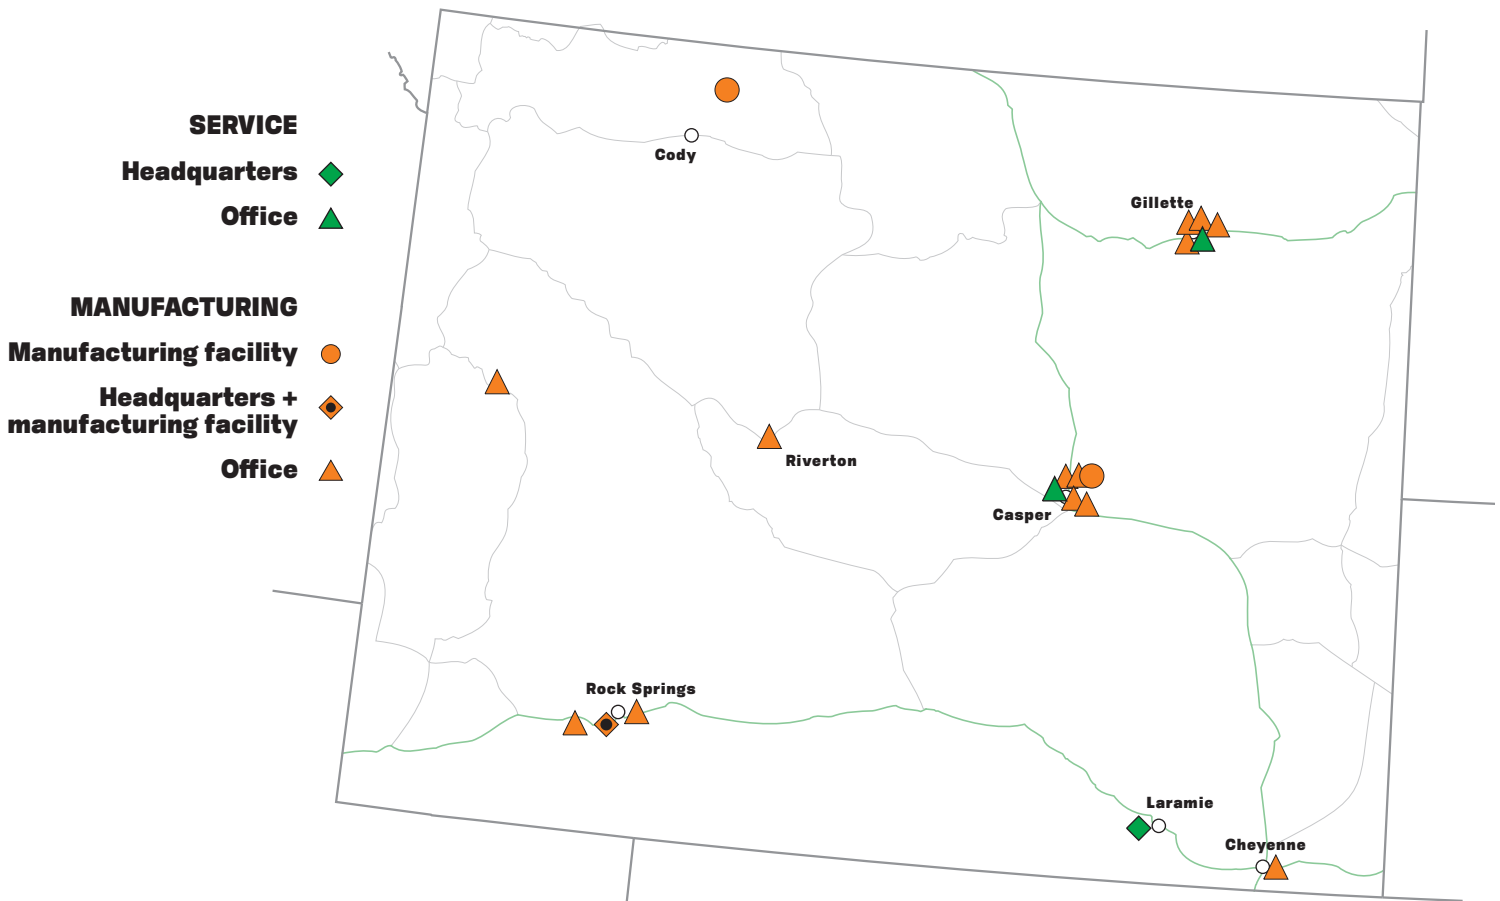 SERVICE
Headquarters
Office
MANUFACTURING
Manufacturing facility
Headquarters +
manufacturing facility
Office
Cody
Gillette
Riverton
Casper
Rock Springs
Laramie
Cheyenne